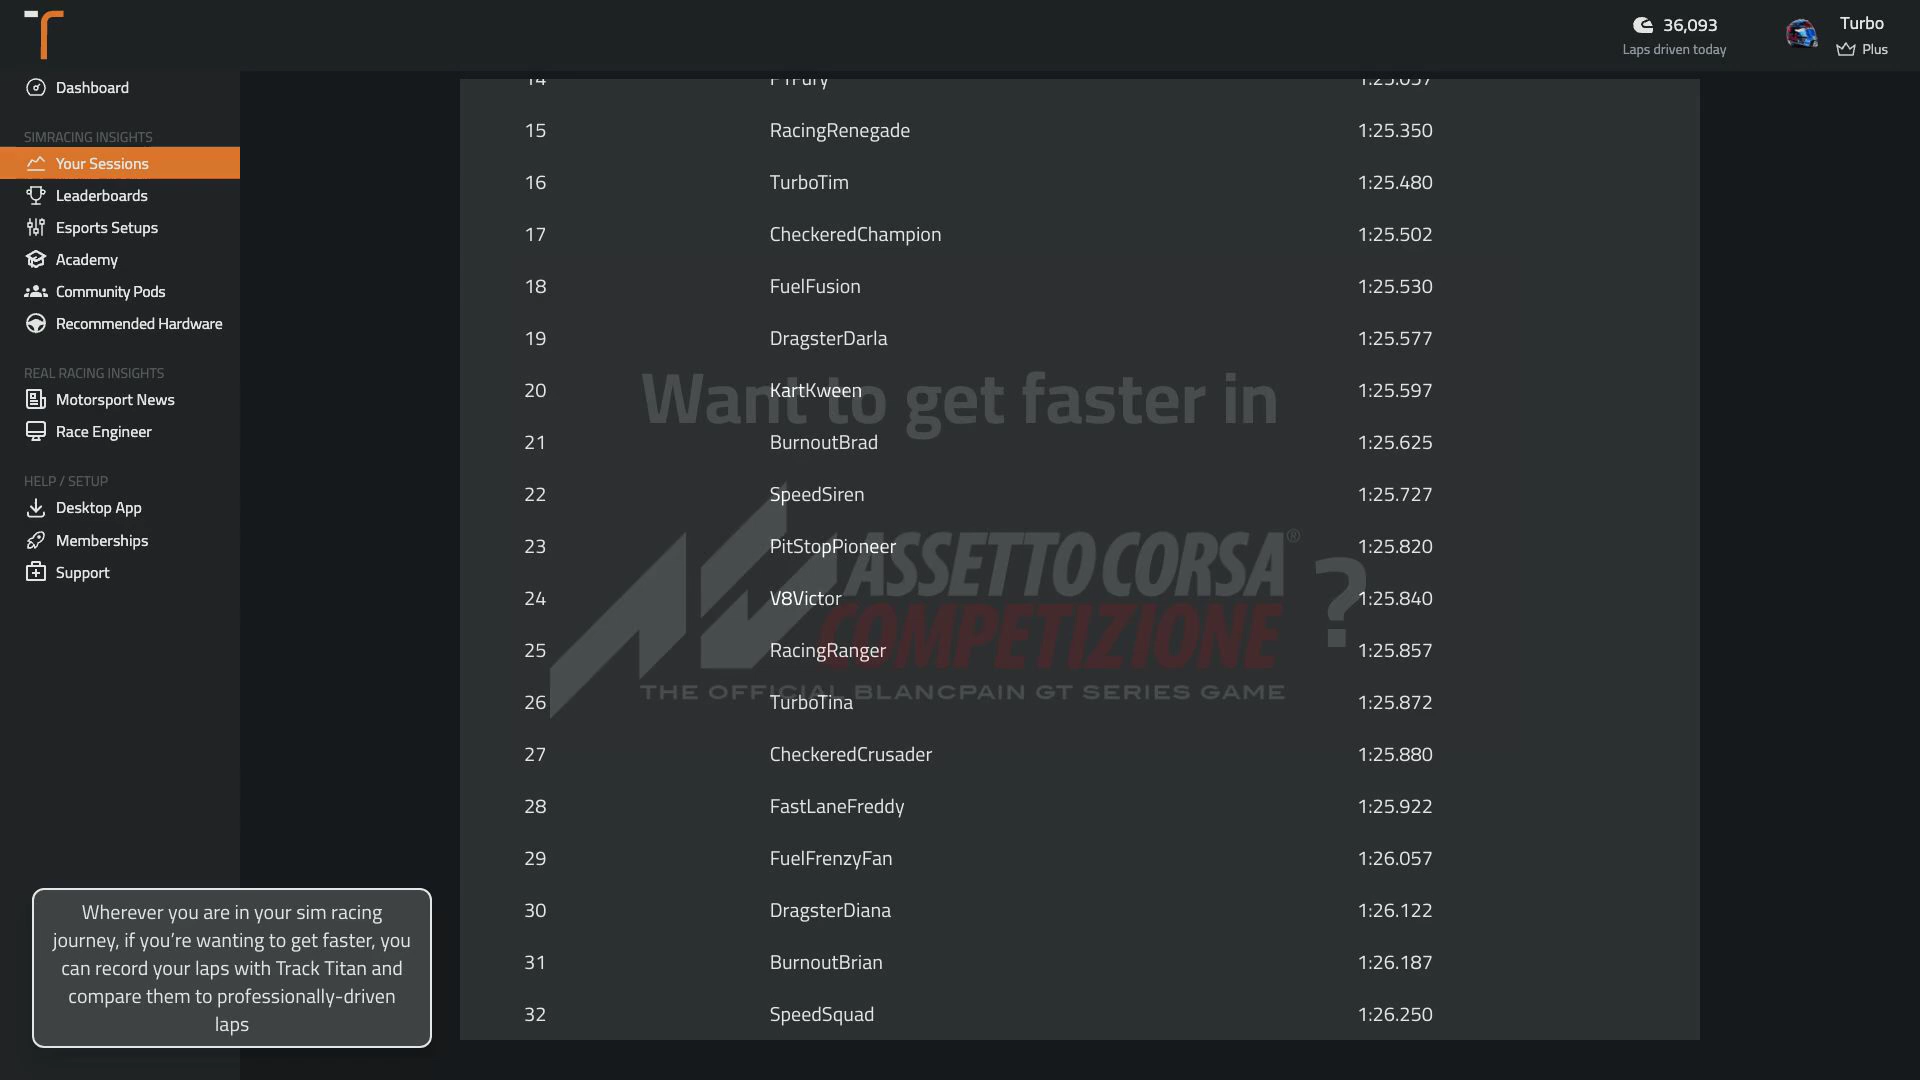 36,093
Laps driven today
Turbo
Plus
Dashboard
SIMRACING INSIGHTS
Your Sessions
Leaderboards
Esports Setups
Academy
Community Pods
Recommended Hardware
REAL RACING INSIGHTS
Motorsport News
Race Engineer
HELP / SETUP
Desktop App
Memberships
Support
Wherever you are in your sim racing
journey, if you’re wanting to get faster, you
can record your laps with Track Titan and
compare them to professionally-driven
laps
14 1:25.057
15 RacingRenegade 1:25.350
16 TurboTim 1:25.480
17 CheckeredChampion 1:25.502
18 FuelFusion 1:25.530
19 DragsterDarla 1:25.577
20 KartKween 1:25.597
21 BurnoutBrad 1:25.625
22 SpeedSiren 1:25.727
23 PitStopPioneer 1:25.820
24 V8Victor 1:25.840
25 RacingRanger 1:25.857
26 TurboTina 1:25.872
27 CheckeredCrusader 1:25.880
28 FastLaneFreddy 1:25.922
29 FuelFrenzyFan 1:26.057
30 DragsterDiana 1:26.122
31 BurnoutBrian 1:26.187
32 SpeedSquad 1:26.250
Want to get faster in
ASSETTO CORSA®
COMPETIZIONE ?
THE OFFICIAL BLANCPAIN GT SERIES GAME